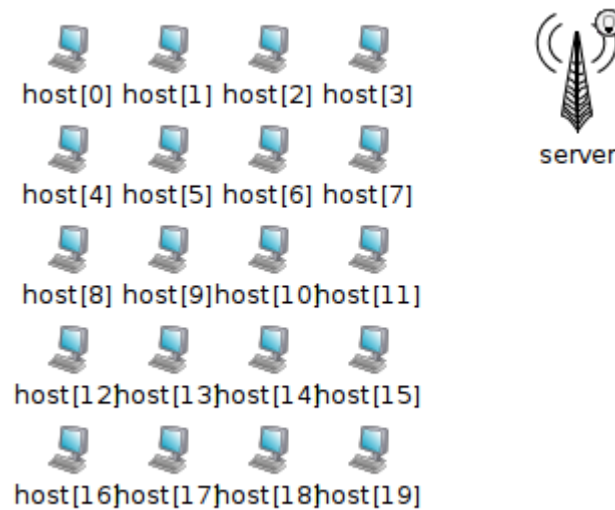 host[0] host[1] host[2] host[3]
server
host[4] host[5] host[6] host[7]
host[8] host[9] host[10] host[11]
host[12] host[13] host[14] host[15]
host[16] host[17] host[18] host[19]